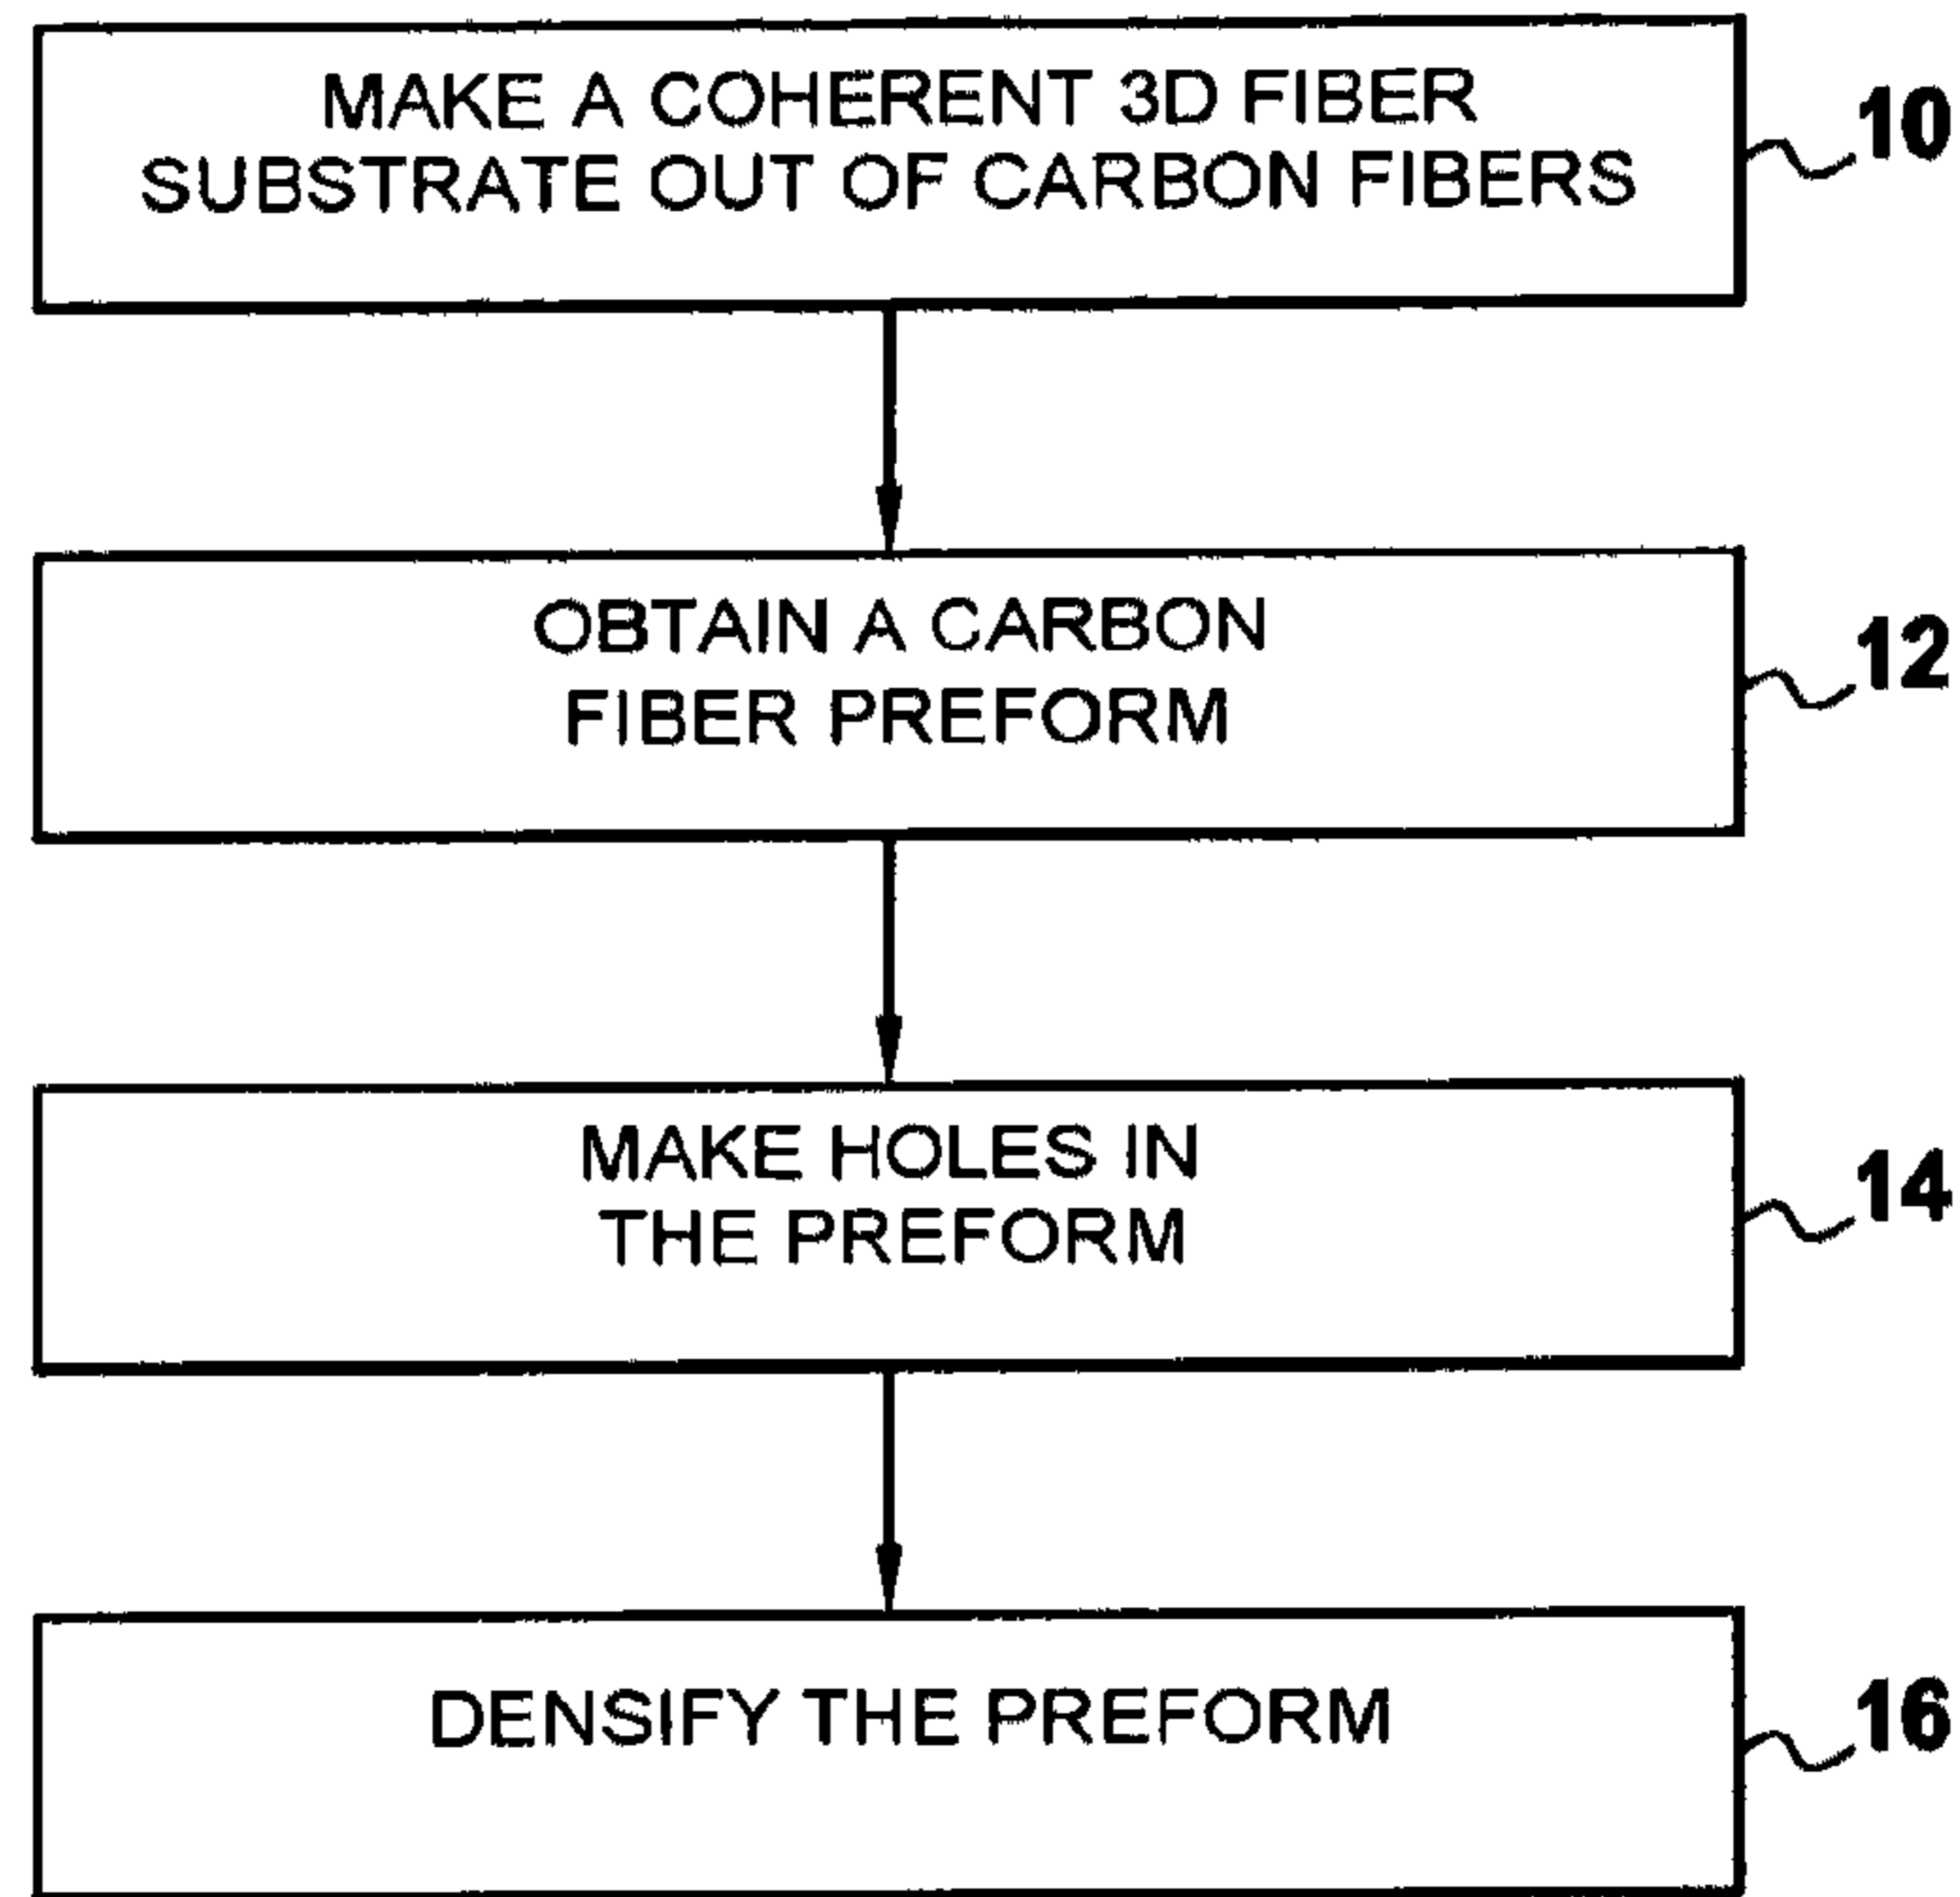 MAKE A COHERENT 3D FIBER
SUBSTRATE OUT OF CARBON FIBERS
10
OBTAIN A CARBON
FIBER PREFORM
12
MAKE HOLES IN
THE PREFORM
14
DENSIFY THE PREFORM
16